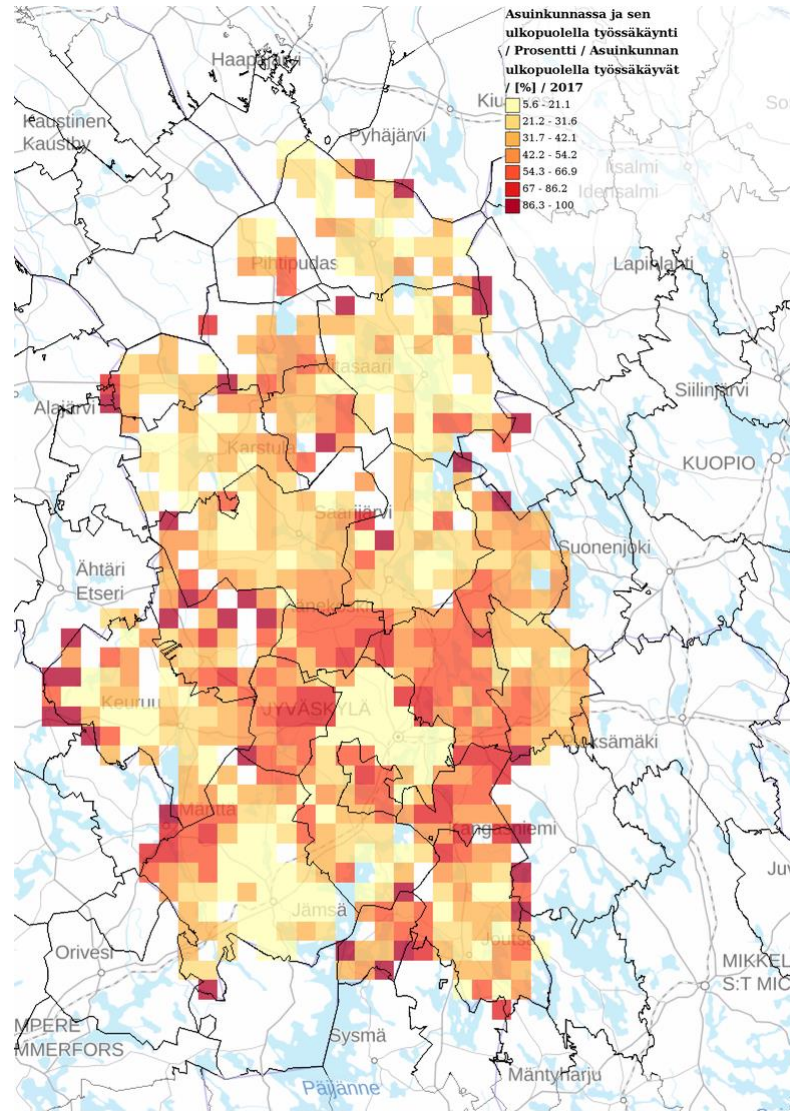 Asuinkunnassa ja sen
ulkopuolella työssäkäynti
/ Prosentti / Asuinkunnan
ulkopuolella työssäkäyvät
/ [%] / 2017
5.6 - 21.1
21.2 - 31.6
31.7 - 42.1
42.2 - 54.2
54.3 - 66.9
67 - 86.2
86.3 - 100
Haapajärvi
Kaustinen
Kaustby
Pyhäjärvi
Iisalmi
Idensalmi
Pihtipudas
Lapinlahti
Viitasaari
Siilinjärvi
Alajärvi
Karstula
KUOPIO
Saarijärvi
Suonenjoki
Ähtäri
Etseri
Keuruu
JYVÄSKYLÄ
Mänttä
Kangasniemi
Jämsä
Joutsa
Orivesi
MIKKEL
S:T MIC
MPERE
MMERFORS
Sysmä
Päijänne
Mäntyharju